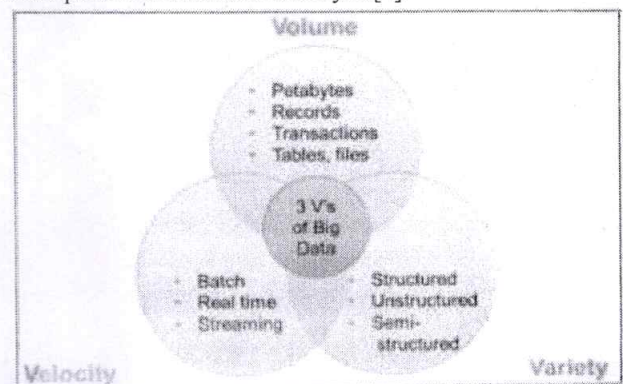 Volume
- Petabytes
- Records
- Transactions
- Tables, files
3 V's
of Big
Data
- Batch
- Real time
- Streaming
- Structured
- Unstructured
- Semi-
structured
Velocity
Variety